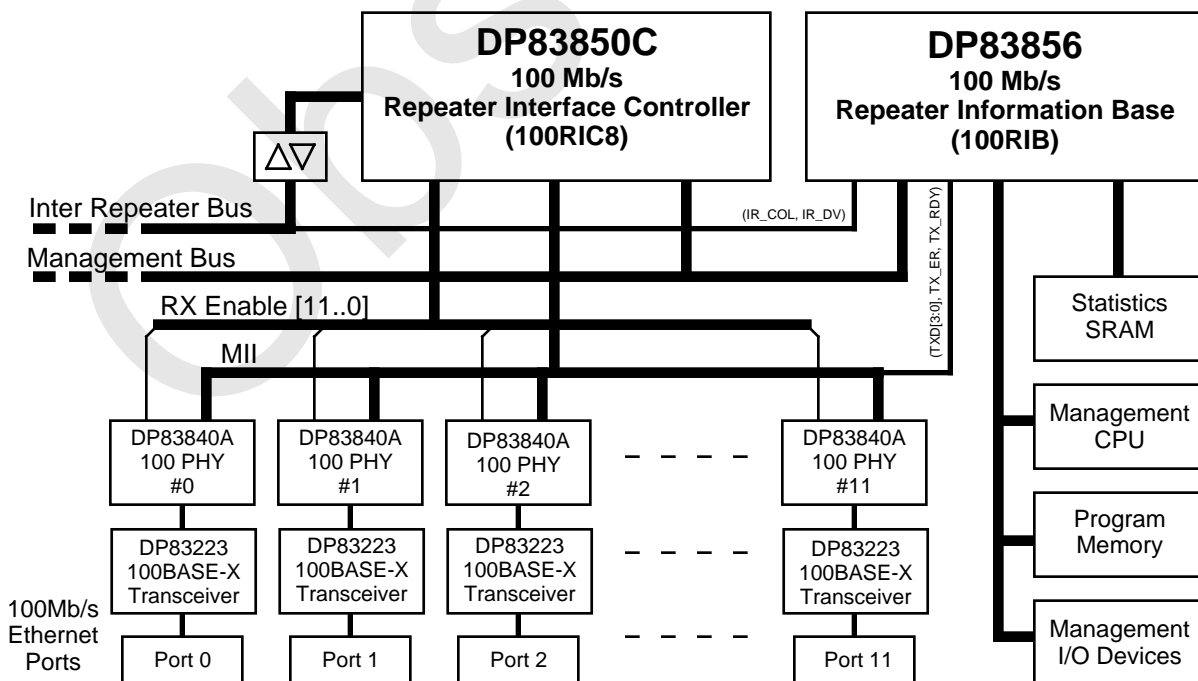 DP83850C
100 Mb/s
Repeater Interface Controller
(100RIC8)
DP83856
100 Mb/s
Repeater Information Base
(100RIB)
Inter Repeater Bus
(IR_COL, IR_DV)
Management Bus
(TXD[3:0], TX_ER, TX_RDY)
RX Enable [11..0]
MII
Statistics
SRAM
Management
CPU
Program
Memory
Management
I/O Devices
DP83840A
100 PHY
#0
DP83840A
100 PHY
#1
DP83840A
100 PHY
#2
DP83840A
100 PHY
#11
DP83223
100BASE-X
Transceiver
DP83223
100BASE-X
Transceiver
DP83223
100BASE-X
Transceiver
DP83223
100BASE-X
Transceiver
100Mb/s
Ethernet
Ports
Port 0
Port 1
Port 2
Port 11
Obs